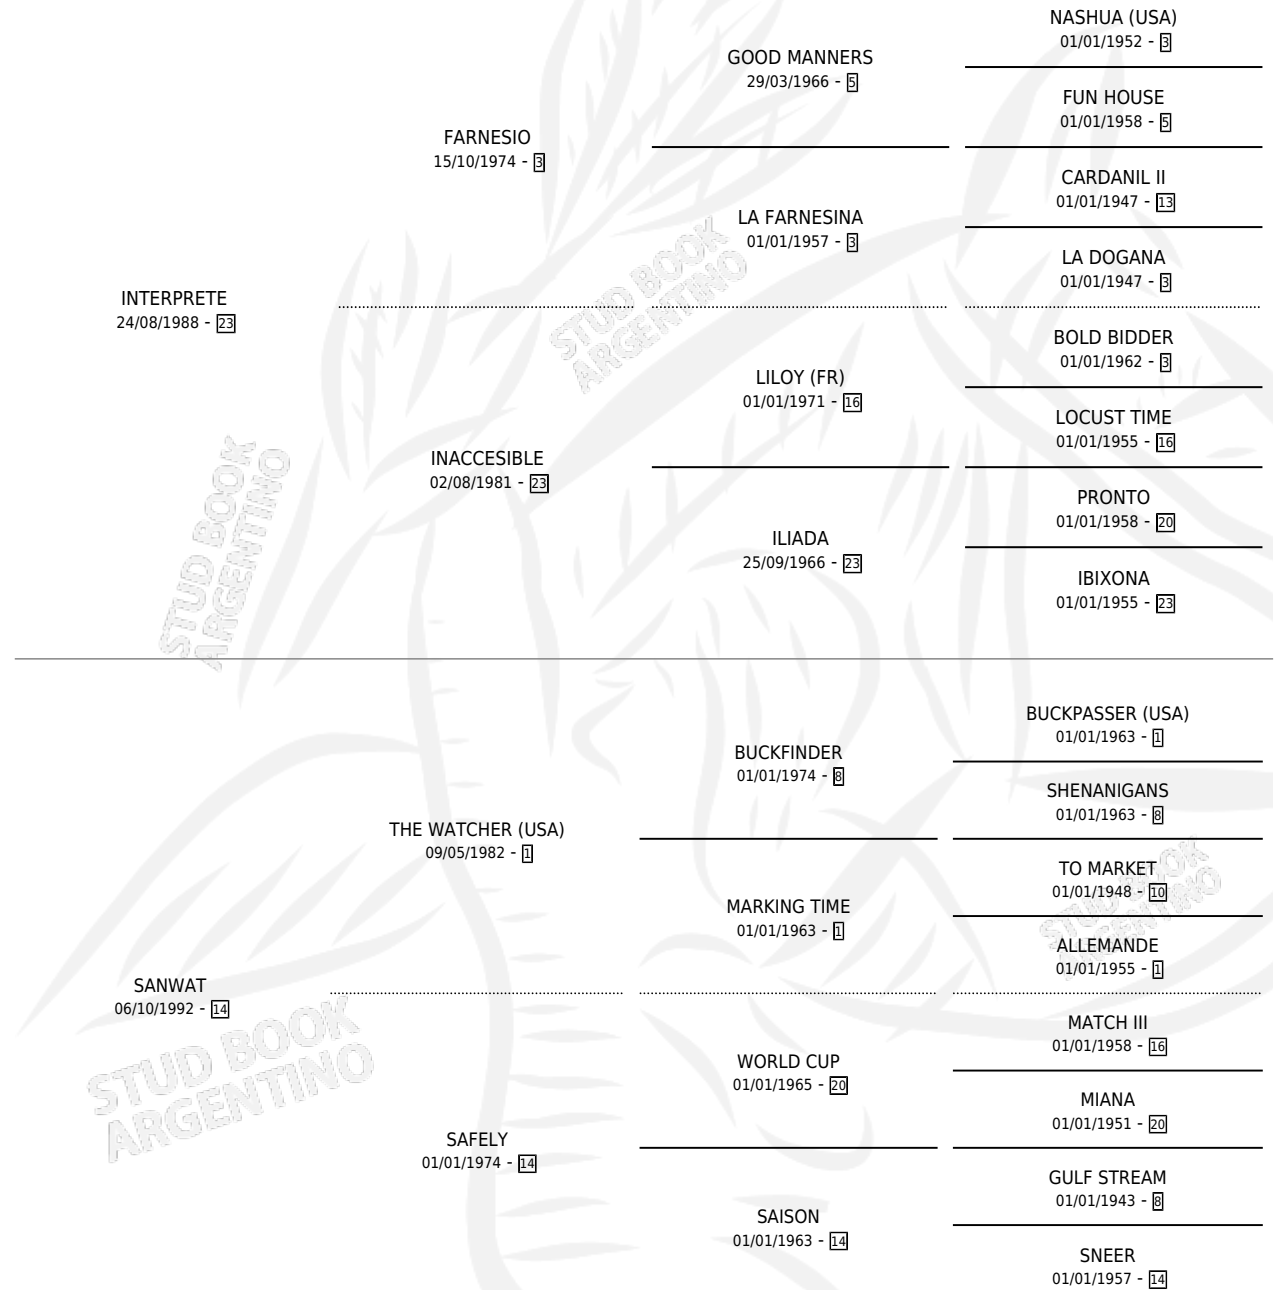 NASHUA (USA)
01/01/1952 - 3
GOOD MANNERS
29/03/1966 - 5
FUN HOUSE
01/01/1958 - 5
FARNESIO
15/10/1974 - 3
CARDANIL II
01/01/1947 - 13
LA FARNESINA
01/01/1957 - 3
LA DOGANA
01/01/1947 - 3
INTERPRETE
24/08/1988 - 23
BOLD BIDDER
01/01/1962 - 3
LILOY (FR)
01/01/1971 - 16
LOCUST TIME
01/01/1955 - 16
INACCESIBLE
02/08/1981 - 23
PRONTO
01/01/1958 - 20
ILIADA
25/09/1966 - 23
IBIXONA
01/01/1955 - 23
STUD BOOK
ARGENTINO
STUD BOOK
ARGENTINO
BUCKPASSER (USA)
01/01/1963 - 1
BUCKFINDER
01/01/1974 - 8
SHENANIGANS
01/01/1963 - 8
THE WATCHER (USA)
09/05/1982 - 1
TO MARKET
01/01/1948 - 10
MARKING TIME
01/01/1963 - 1
ALLEMANDE
01/01/1955 - 1
STUD BOOK
ARGENTINO
SANWAT
06/10/1992 - 14
MATCH III
01/01/1958 - 16
WORLD CUP
01/01/1965 - 20
MIANA
01/01/1951 - 20
SAFELY
01/01/1974 - 14
GULF STREAM
01/01/1943 - 8
SAISON
01/01/1963 - 14
SNEER
01/01/1957 - 14
STUD BOOK
ARGENTINO